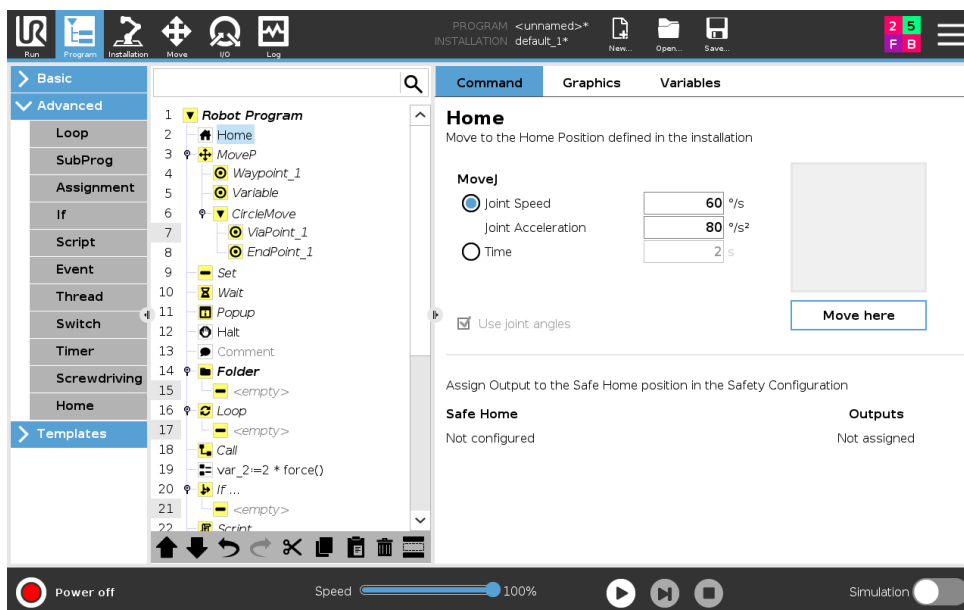 UR
PROGRAM <unnamed>*
INSTALLATION default_1*
2 5
F B
Run
Program
Installation
Move
I/O
Log
New...
Open...
Save...
Basic
Advanced
Loop
SubProg
Assignment
If
Script
Event
Thread
Switch
Timer
Screwdriving
Home
Templates
1 Robot Program
2 Home
3 MoveP
4 Waypoint_1
5 Variable
6 CircleMove
7 ViaPoint_1
8 EndPoint_1
9 Set
10 Wait
11 Popup
12 Halt
13 Comment
14 Folder
15 <empty>
16 Loop
17 <empty>
18 Call
19 var_2:=2 * force()
20 If ...
21 <empty>
22 Script
Command
Graphics
Variables
Home
Move to the Home Position defined in the installation
MoveJ
Joint Speed 60 °/s
Joint Acceleration 80 °/s²
Time 2 s
Use joint angles
Move here
Assign Output to the Safe Home position in the Safety Configuration
Safe Home Outputs
Not configured Not assigned
Power off
Speed 100%
Simulation